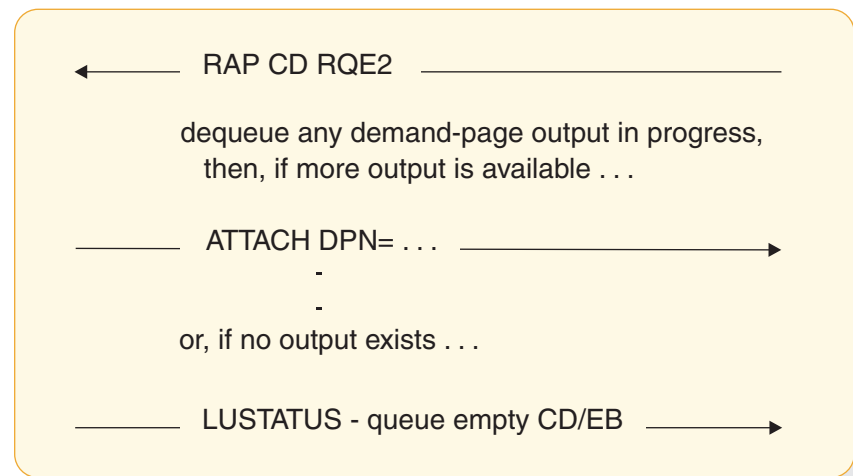 RAP CD RQE2
dequeue any demand-page output in progress,
then, if more output is available . . .
ATTACH DPN= . . .
-
-
or, if no output exists . . .
LUSTATUS - queue empty CD/EB